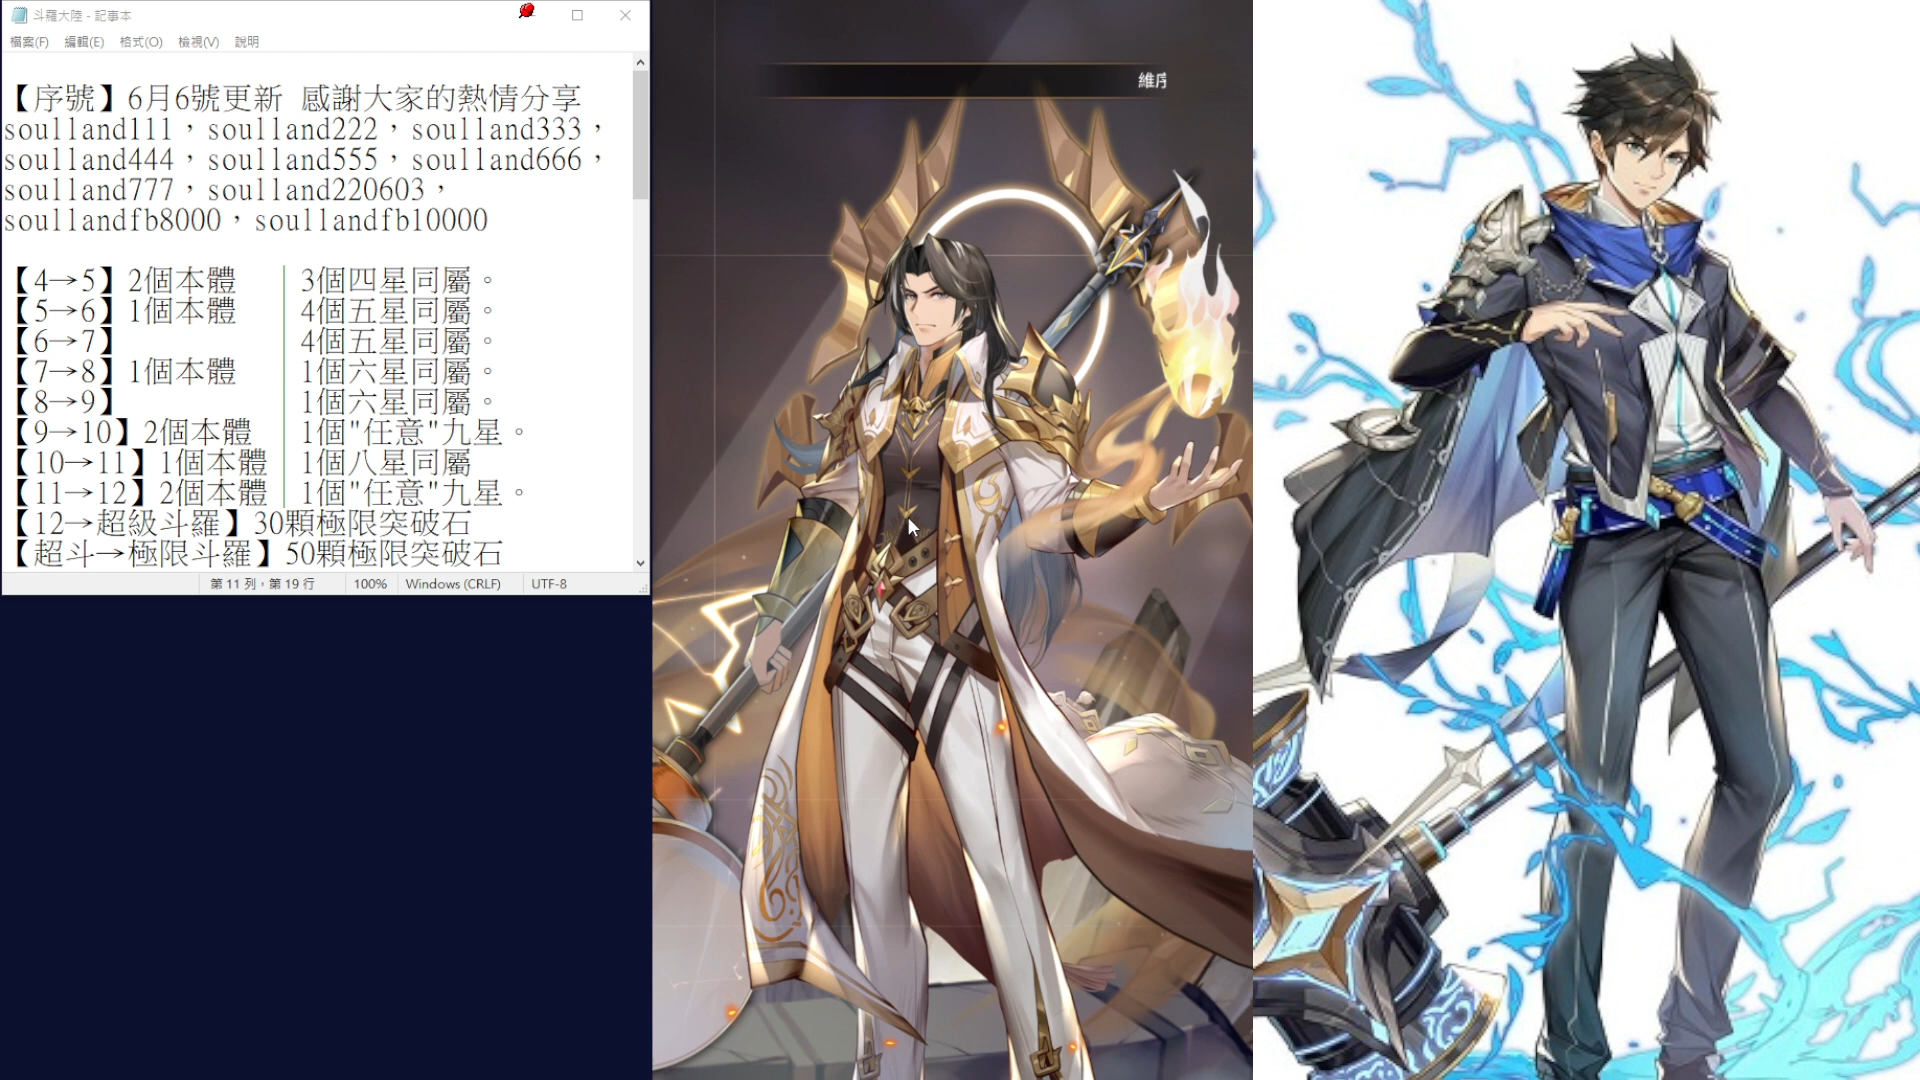 斗羅大陸 - 記事本
檔案(F) 編輯(E) 格式(O) 檢視(V) 說明
【序號】6月6號更新 感謝大家的熱情分享
soulland111，soulland222，soulland333，
soulland444，soulland555，soulland666，
soulland777，soulland220603，
soullandfb8000，soullandfb10000
【4→5】2個本體 │ 3個四星同屬。
【5→6】1個本體 │ 4個五星同屬。
【6→7】 │ 4個五星同屬。
【7→8】1個本體 │ 1個六星同屬。
【8→9】 │ 1個六星同屬。
【9→10】2個本體 │ 1個"任意"九星。
【10→11】1個本體 │ 1個八星同屬
【11→12】2個本體 │ 1個"任意"九星。
【12→超級斗羅】30顆極限突破石
【超斗→極限斗羅】50顆極限突破石
第 11 列，第 19 行 100% Windows (CRLF) UTF-8
維